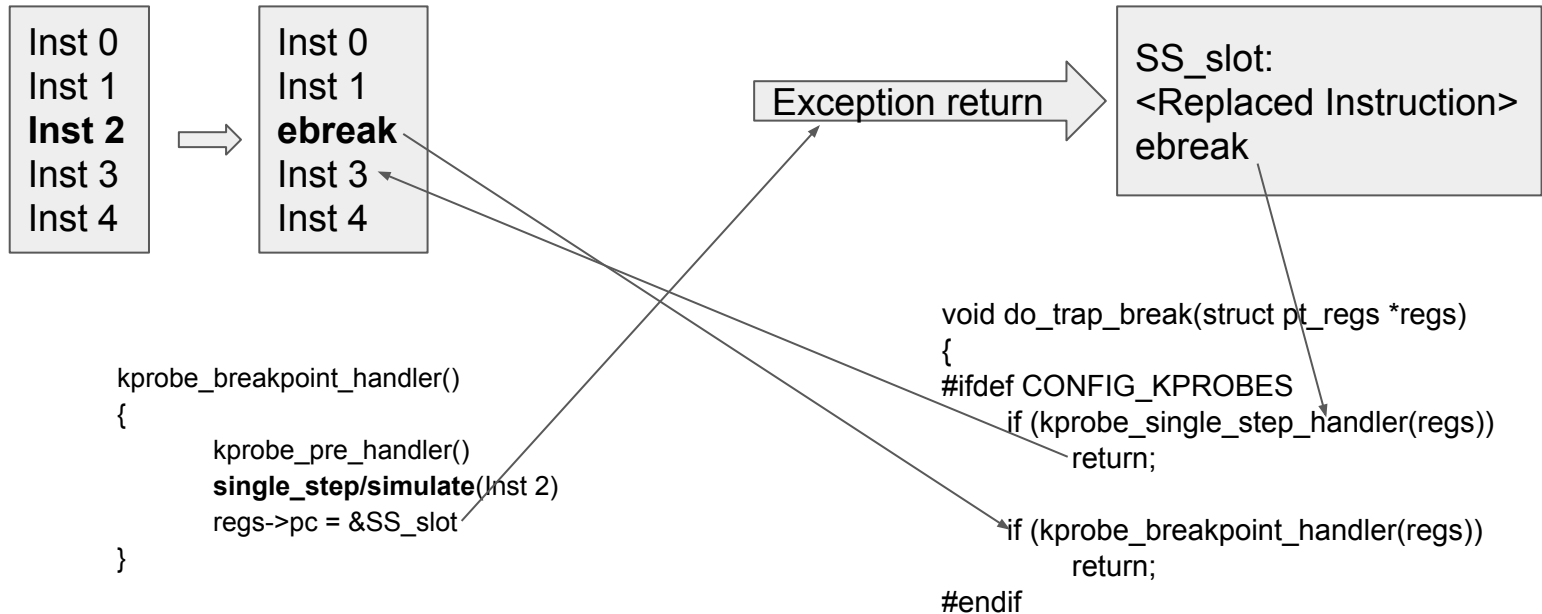 Inst 0
Inst 1
Inst 2
Inst 3
Inst 4
Inst 0
Inst 1
ebreak
Inst 3
Inst 4
Exception return
SS_slot:
<Replaced Instruction>
ebreak
kprobe_breakpoint_handler()
{
kprobe_pre_handler()
single_step/simulate(Inst 2)
regs->pc = &SS_slot
}
void do_trap_break(struct pt_regs *regs)
{
#ifdef CONFIG_KPROBES
if (kprobe_single_step_handler(regs))
return;
if (kprobe_breakpoint_handler(regs))
return;
#endif